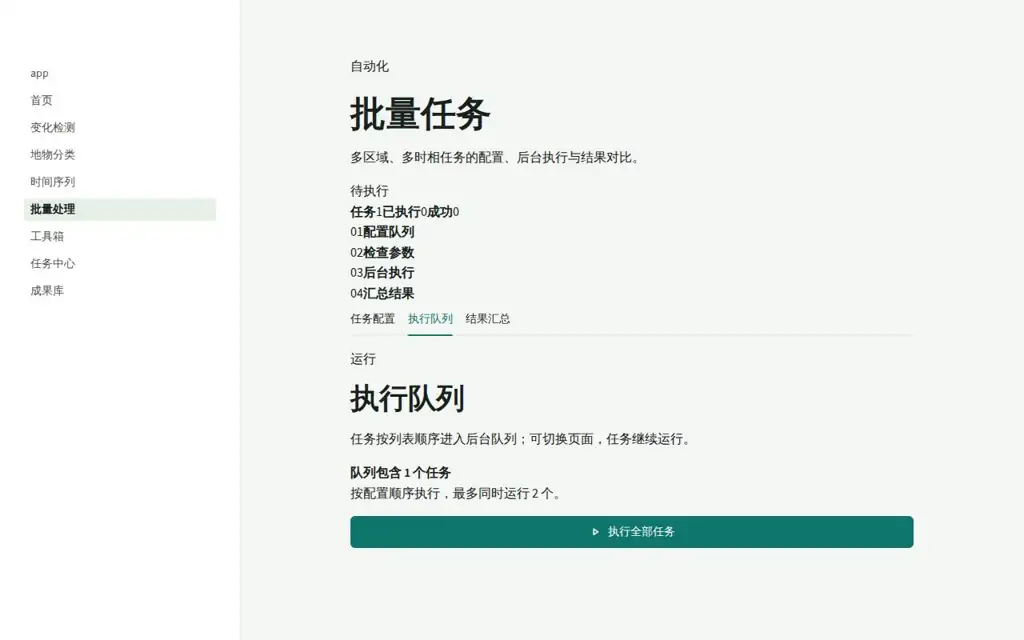 app
首页
变化检测
地物分类
时间序列
批量处理
工具箱
任务中心
成果库
自动化
批量任务
多区域、多时相任务的配置、后台执行与结果对比。
待执行
任务1已执行0成功0
01配置队列
02检查参数
03后台执行
04汇总结果
任务配置 执行队列 结果汇总
运行
执行队列
任务按列表顺序进入后台队列；可切换页面，任务继续运行。
队列包含 1 个任务
按配置顺序执行，最多同时运行 2 个。
执行全部任务